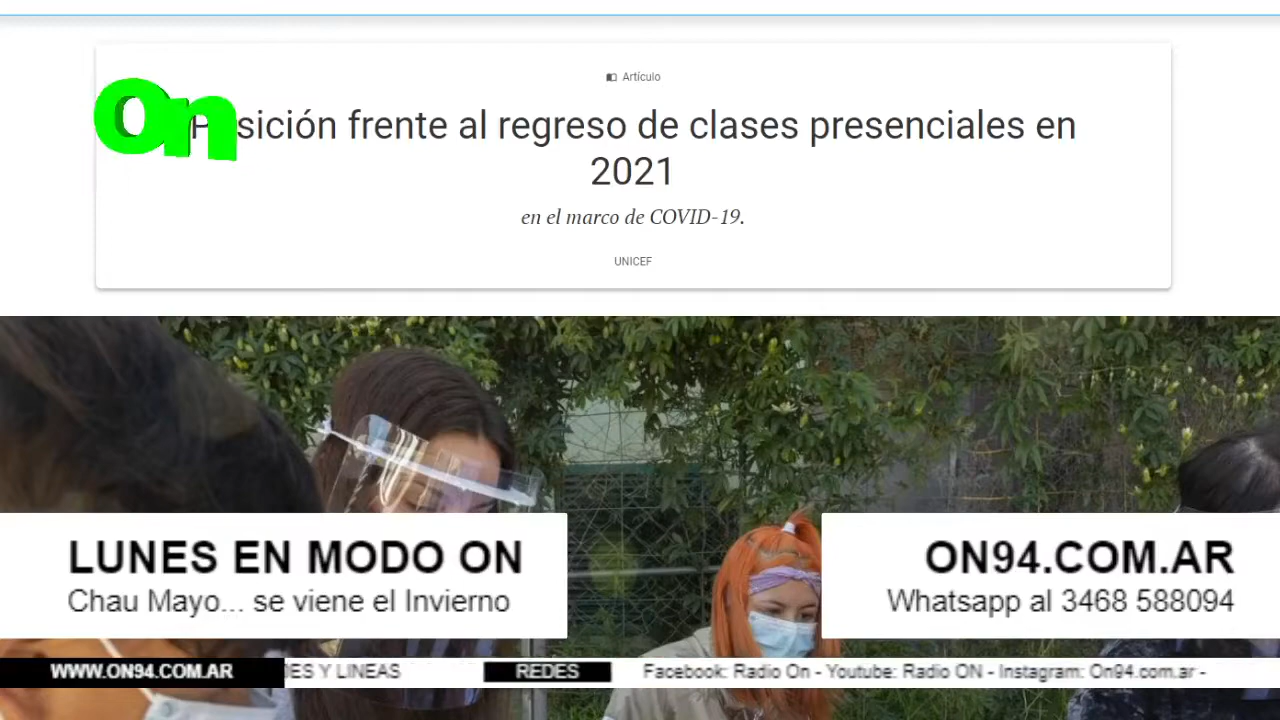 Artículo
On
Posición frente al regreso de clases presenciales en
2021
en el marco de COVID-19.
UNICEF
LUNES EN MODO ON
Chau Mayo... se viene el Invierno
ON94.COM.AR
Whatsapp al 3468 588094
WWW.ON94.COM.AR
ES Y LINEAS
REDES
Facebook: Radio On - Youtube: Radio ON - Instagram: On94.com.ar -